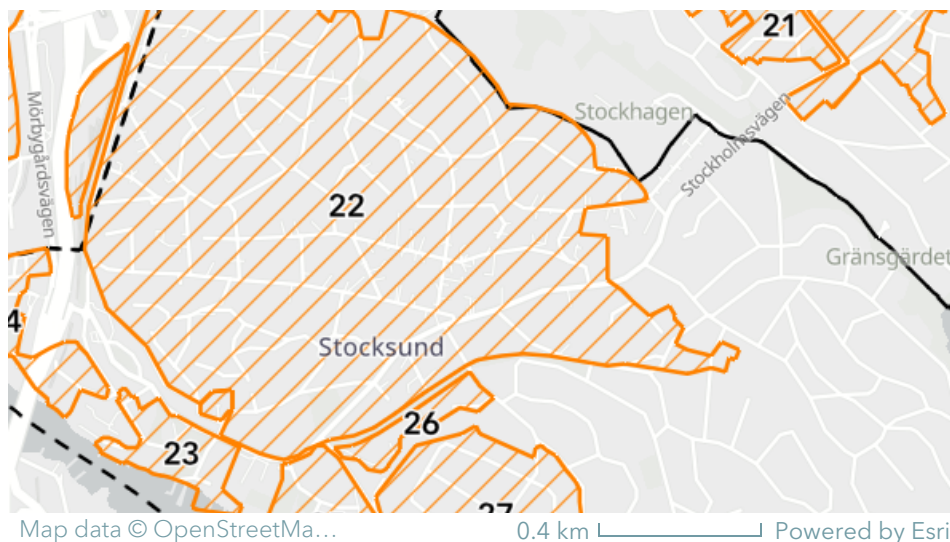 21
Stockhagen
Stockholmsvägen
Mörbygårdsvägen
22
Gränsgärdet
4
Stocksund
26
23
27
Map data © OpenStreetMa...
0.4 km
Powered by Esri